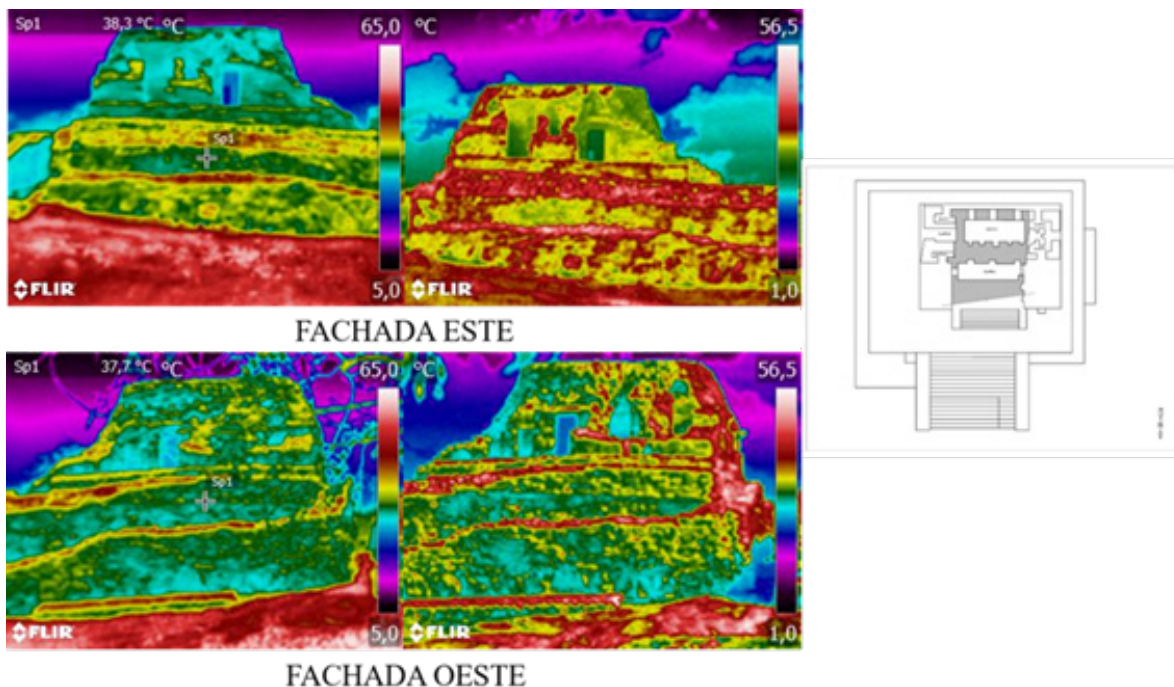 Sp1 38,3 °C °C 65,0
°C 56,5
Sp1
FLIR 5,0
FLIR 1,0
FACHADA ESTE
Sp1 37,7 °C °C 65,0
°C 56,5
Sp1
FLIR 5,0
FLIR 1,0
FACHADA OESTE